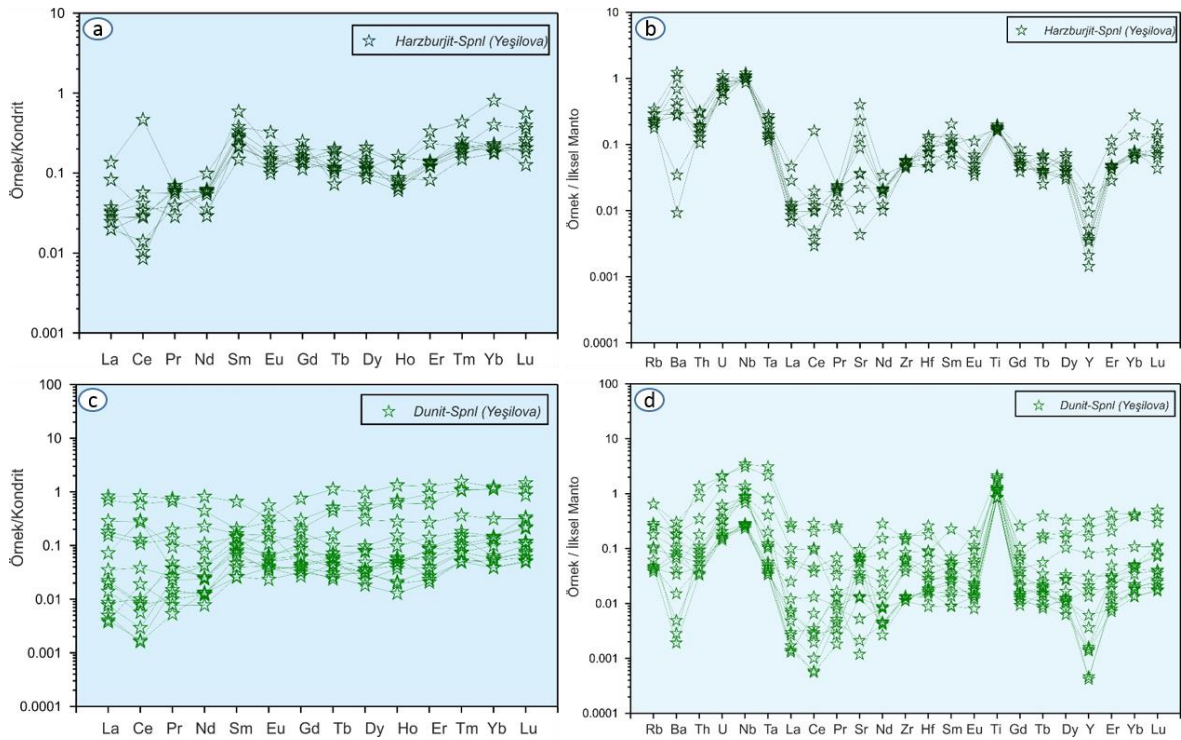 a
Harzburjit-Spnl (Yeşilova)
Örnek/Kondrit
10
1
0.1
0.01
0.001
La Ce Pr Nd Sm Eu Gd Tb Dy Ho Er Tm Yb Lu
b
Harzburjit-Spnl (Yeşilova)
Örnek / İlksel Manto
10
1
0.1
0.01
0.001
0.0001
Rb Ba Th U Nb Ta La Ce Pr Sr Nd Zr Hf Sm Eu Ti Gd Tb Dy Y Er Yb Lu
c
Dunit-Spnl (Yeşilova)
Örnek/Kondrit
100
10
1
0.1
0.01
0.001
0.0001
La Ce Pr Nd Sm Eu Gd Tb Dy Ho Er Tm Yb Lu
d
Dunit-Spnl (Yeşilova)
Örnek / İlksel Manto
100
10
1
0.1
0.01
0.001
0.0001
Rb Ba Th U Nb Ta La Ce Pr Sr Nd Zr Hf Sm Eu Ti Gd Tb Dy Y Er Yb Lu